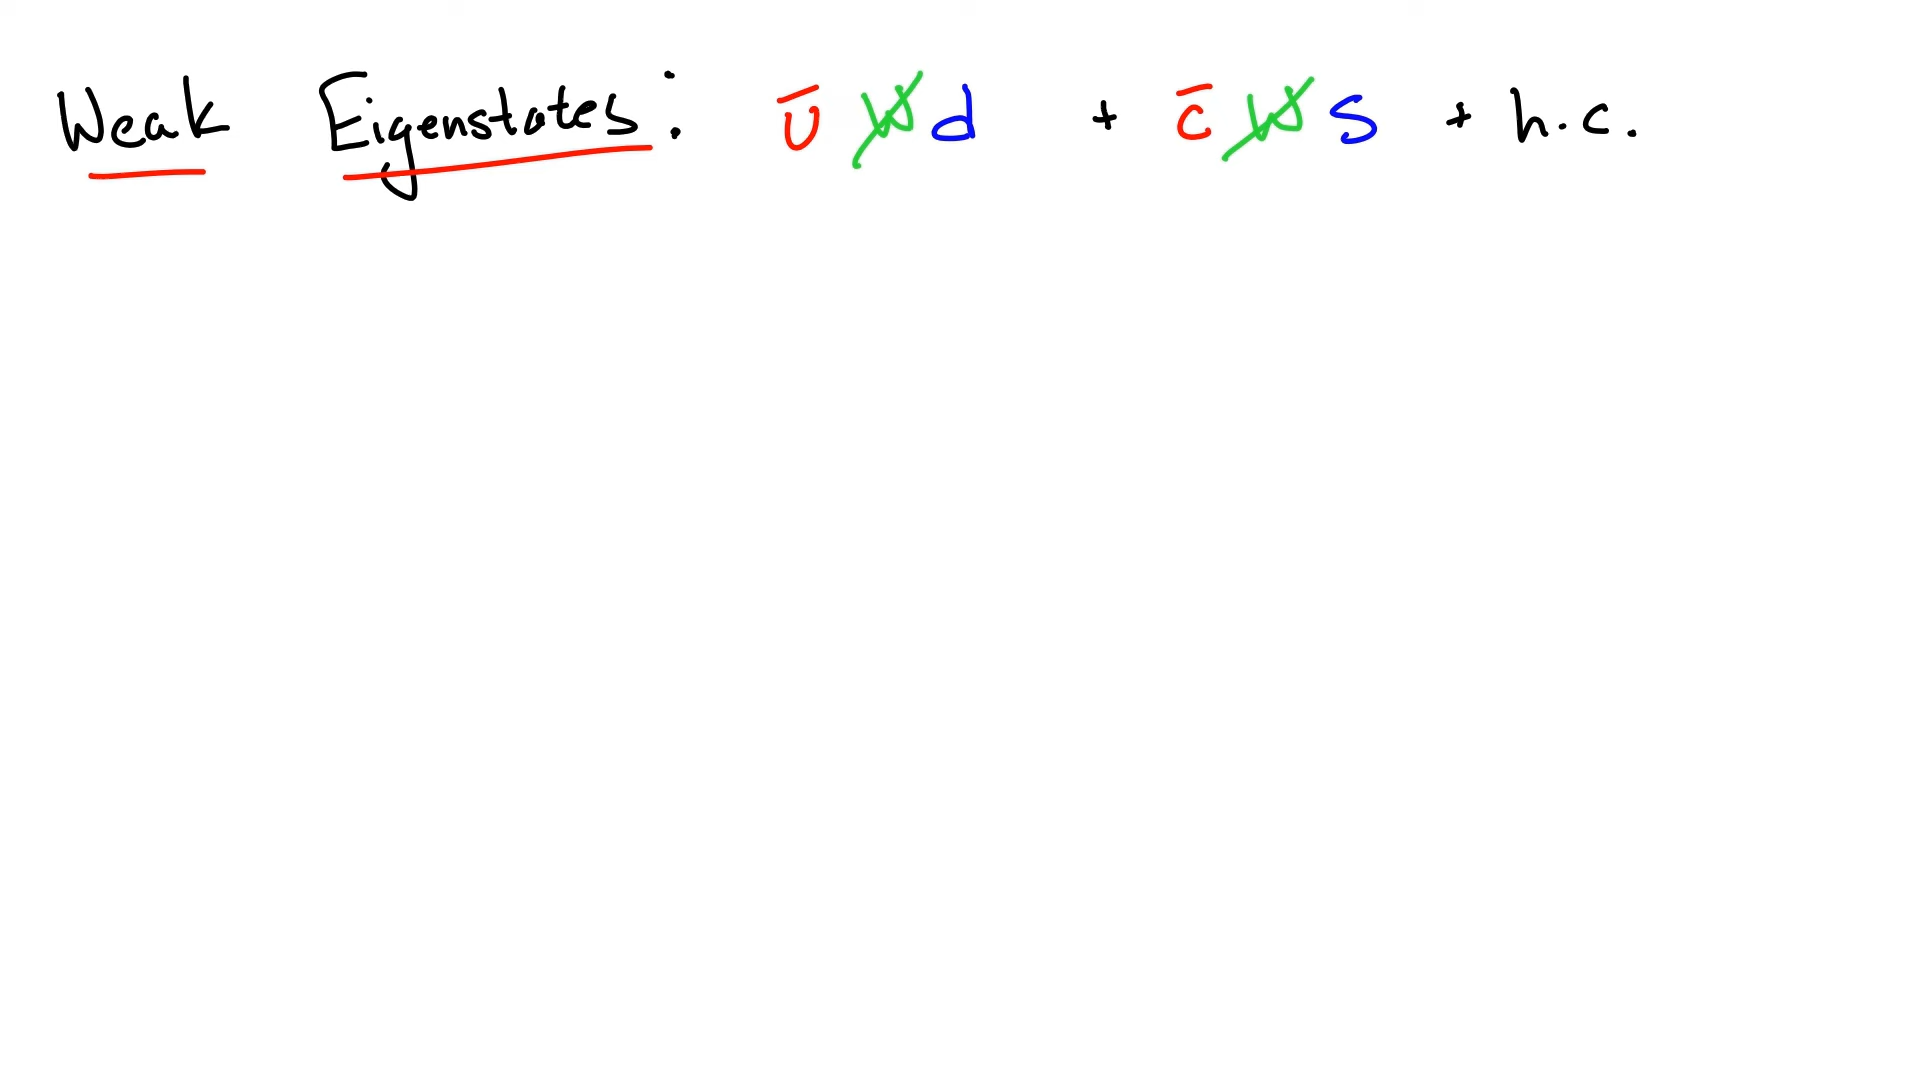 Weak Eigenstates: ū W̸ d + c̄ W̸ s + h.c.